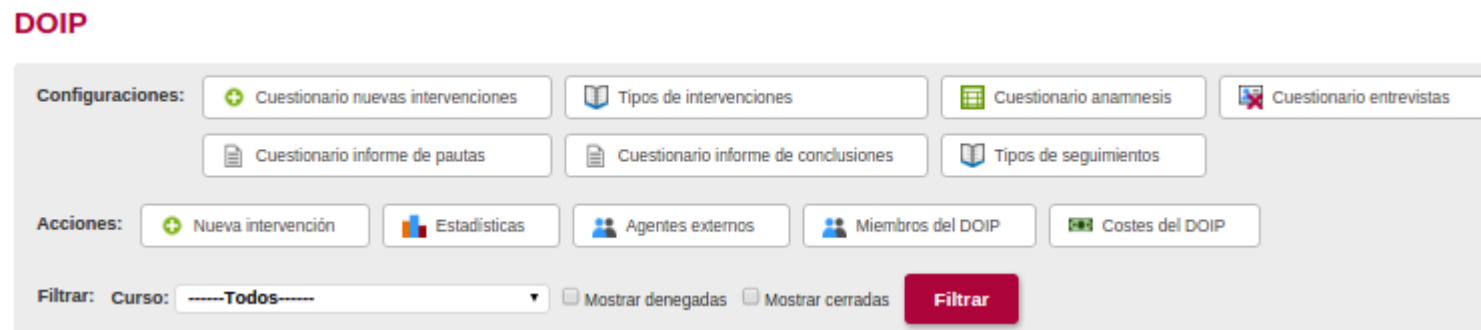 DOIP
Configuraciones: Cuestionario nuevas intervenciones Tipos de intervenciones Cuestionario anamnesis Cuestionario entrevistas
Cuestionario informe de pautas Cuestionario informe de conclusiones Tipos de seguimientos
Acciones: Nueva intervención Estadísticas Agentes externos Miembros del DOIP Costes del DOIP
Filtrar: Curso: ------Todos------ Mostrar denegadas Mostrar cerradas Filtrar